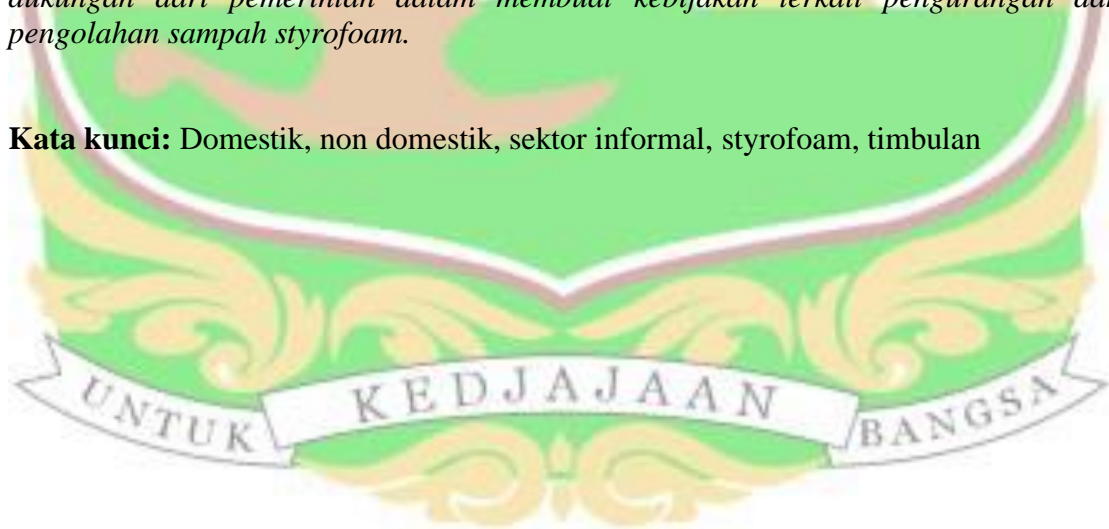 pengolahan sampah styrofoam.
Kata kunci: Domestik, non domestik, sektor informal, styrofoam, timbulan
UNTUK KEDJAJAAN BANGSA